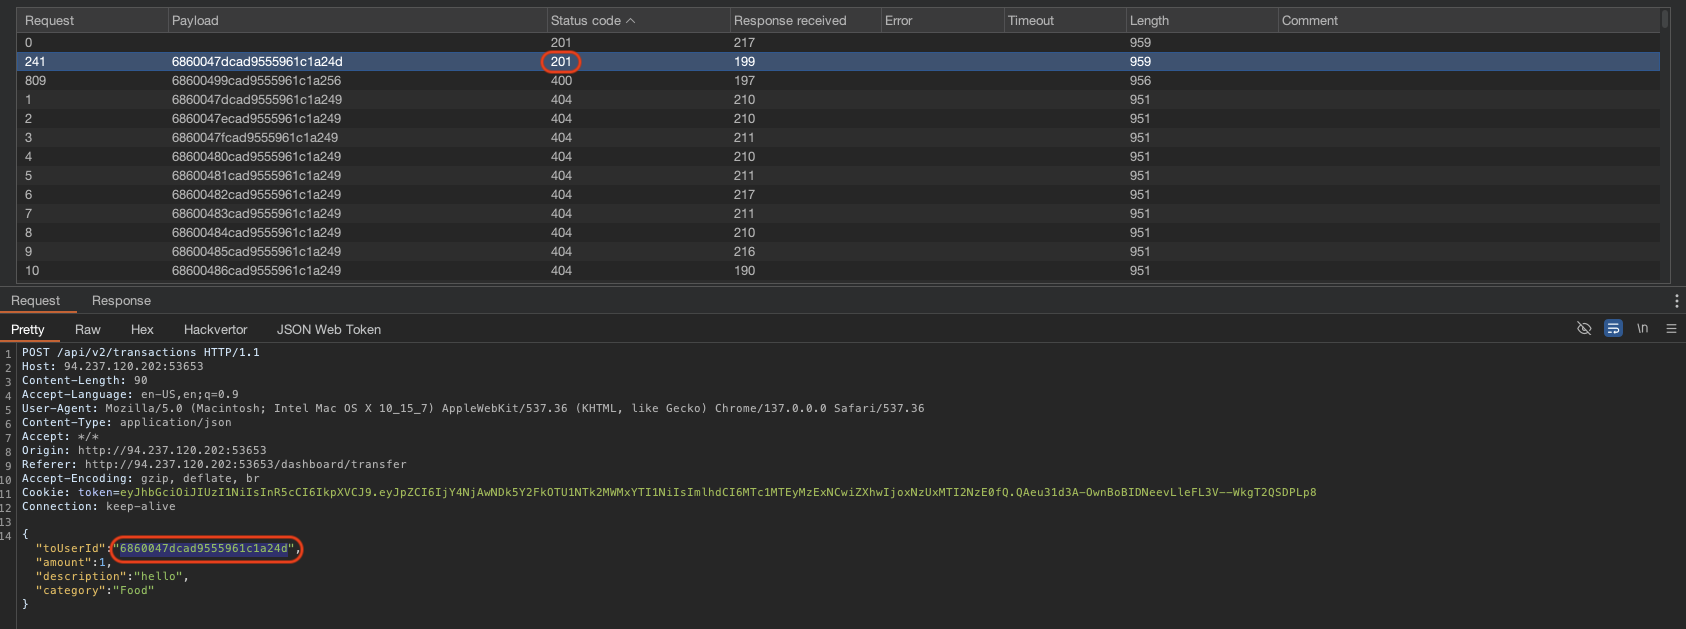 Request Payload Status code Response received Error Timeout Length Comment
0 201 217 959
241 6860047dcad9555961c1a24d 201 199 959
809 68600499cad9555961c1a256 400 197 956
1 6860047dcad9555961c1a249 404 210 951
2 6860047ecad9555961c1a249 404 210 951
3 6860047fcad9555961c1a249 404 211 951
4 68600480cad9555961c1a249 404 210 951
5 68600481cad9555961c1a249 404 211 951
6 68600482cad9555961c1a249 404 217 951
7 68600483cad9555961c1a249 404 211 951
8 68600484cad9555961c1a249 404 210 951
9 68600485cad9555961c1a249 404 216 951
10 68600486cad9555961c1a249 404 190 951
Request Response
Pretty Raw Hex Hackvertor JSON Web Token \n
1 POST /api/v2/transactions HTTP/1.1
2 Host: 94.237.120.202:53653
3 Content-Length: 90
4 Accept-Language: en-US,en;q=0.9
5 User-Agent: Mozilla/5.0 (Macintosh; Intel Mac OS X 10_15_7) AppleWebKit/537.36 (KHTML, like Gecko) Chrome/137.0.0.0 Safari/537.36
6 Content-Type: application/json
7 Accept: */*
8 Origin: http://94.237.120.202:53653
9 Referer: http://94.237.120.202:53653/dashboard/transfer
10 Accept-Encoding: gzip, deflate, br
11 Cookie: token=eyJhbGciOiJIUzI1NiIsInR5cCI6IkpXVCJ9.eyJpZCI6IjY4NjAwNDk5Y2FkOTU1NTk2MWMxYTI1NiIsImlhdCI6MTc1MTEyMzExNCwiZXhwIjoxNzUxMTI2NzE0fQ.QAeu31d3A-OwnBoBIDNeevLleFL3V--WkgT2QSDPLp8
12 Connection: keep-alive
13
14 {
"toUserId":"6860047dcad9555961c1a24d",
"amount":1,
"description":"hello",
"category":"Food"
}